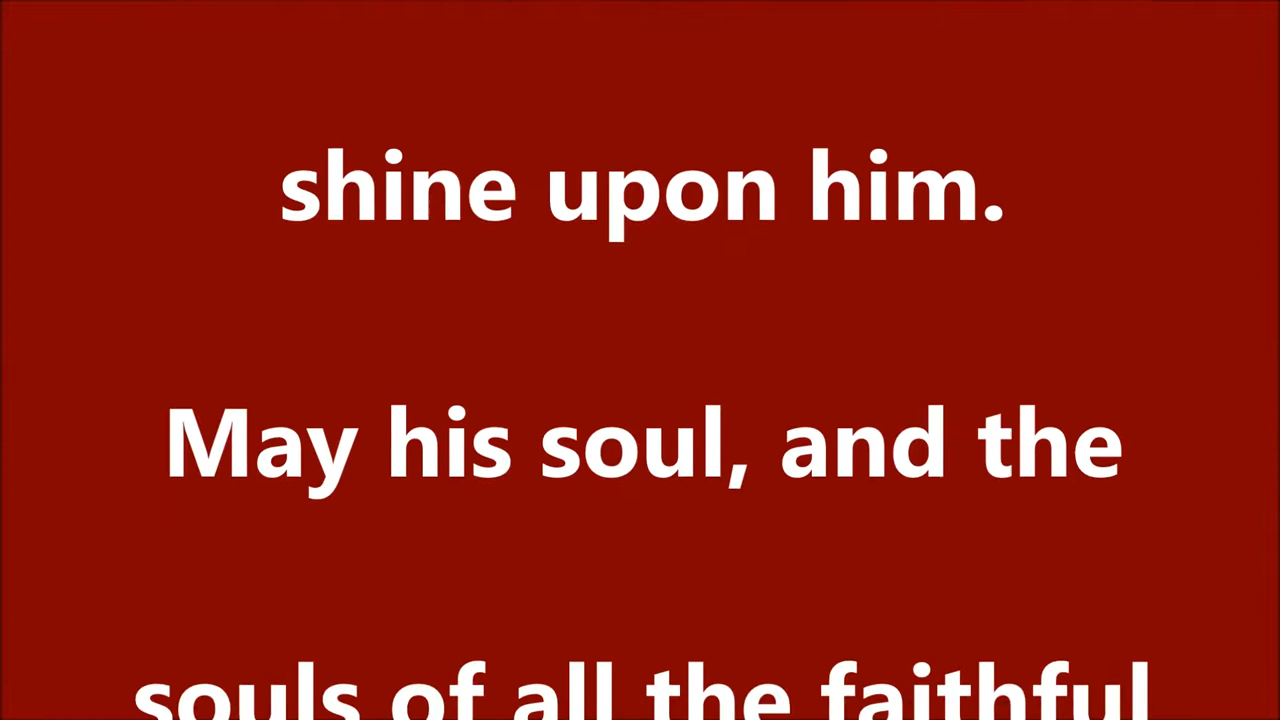 shine upon him.
May his soul, and the
souls of all the faithful